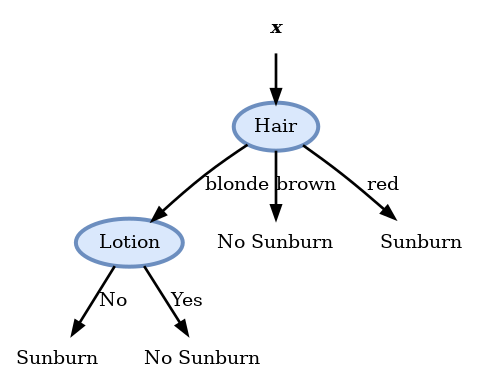 x
Hair
blonde brown red
Lotion No Sunburn Sunburn
No Yes
Sunburn No Sunburn